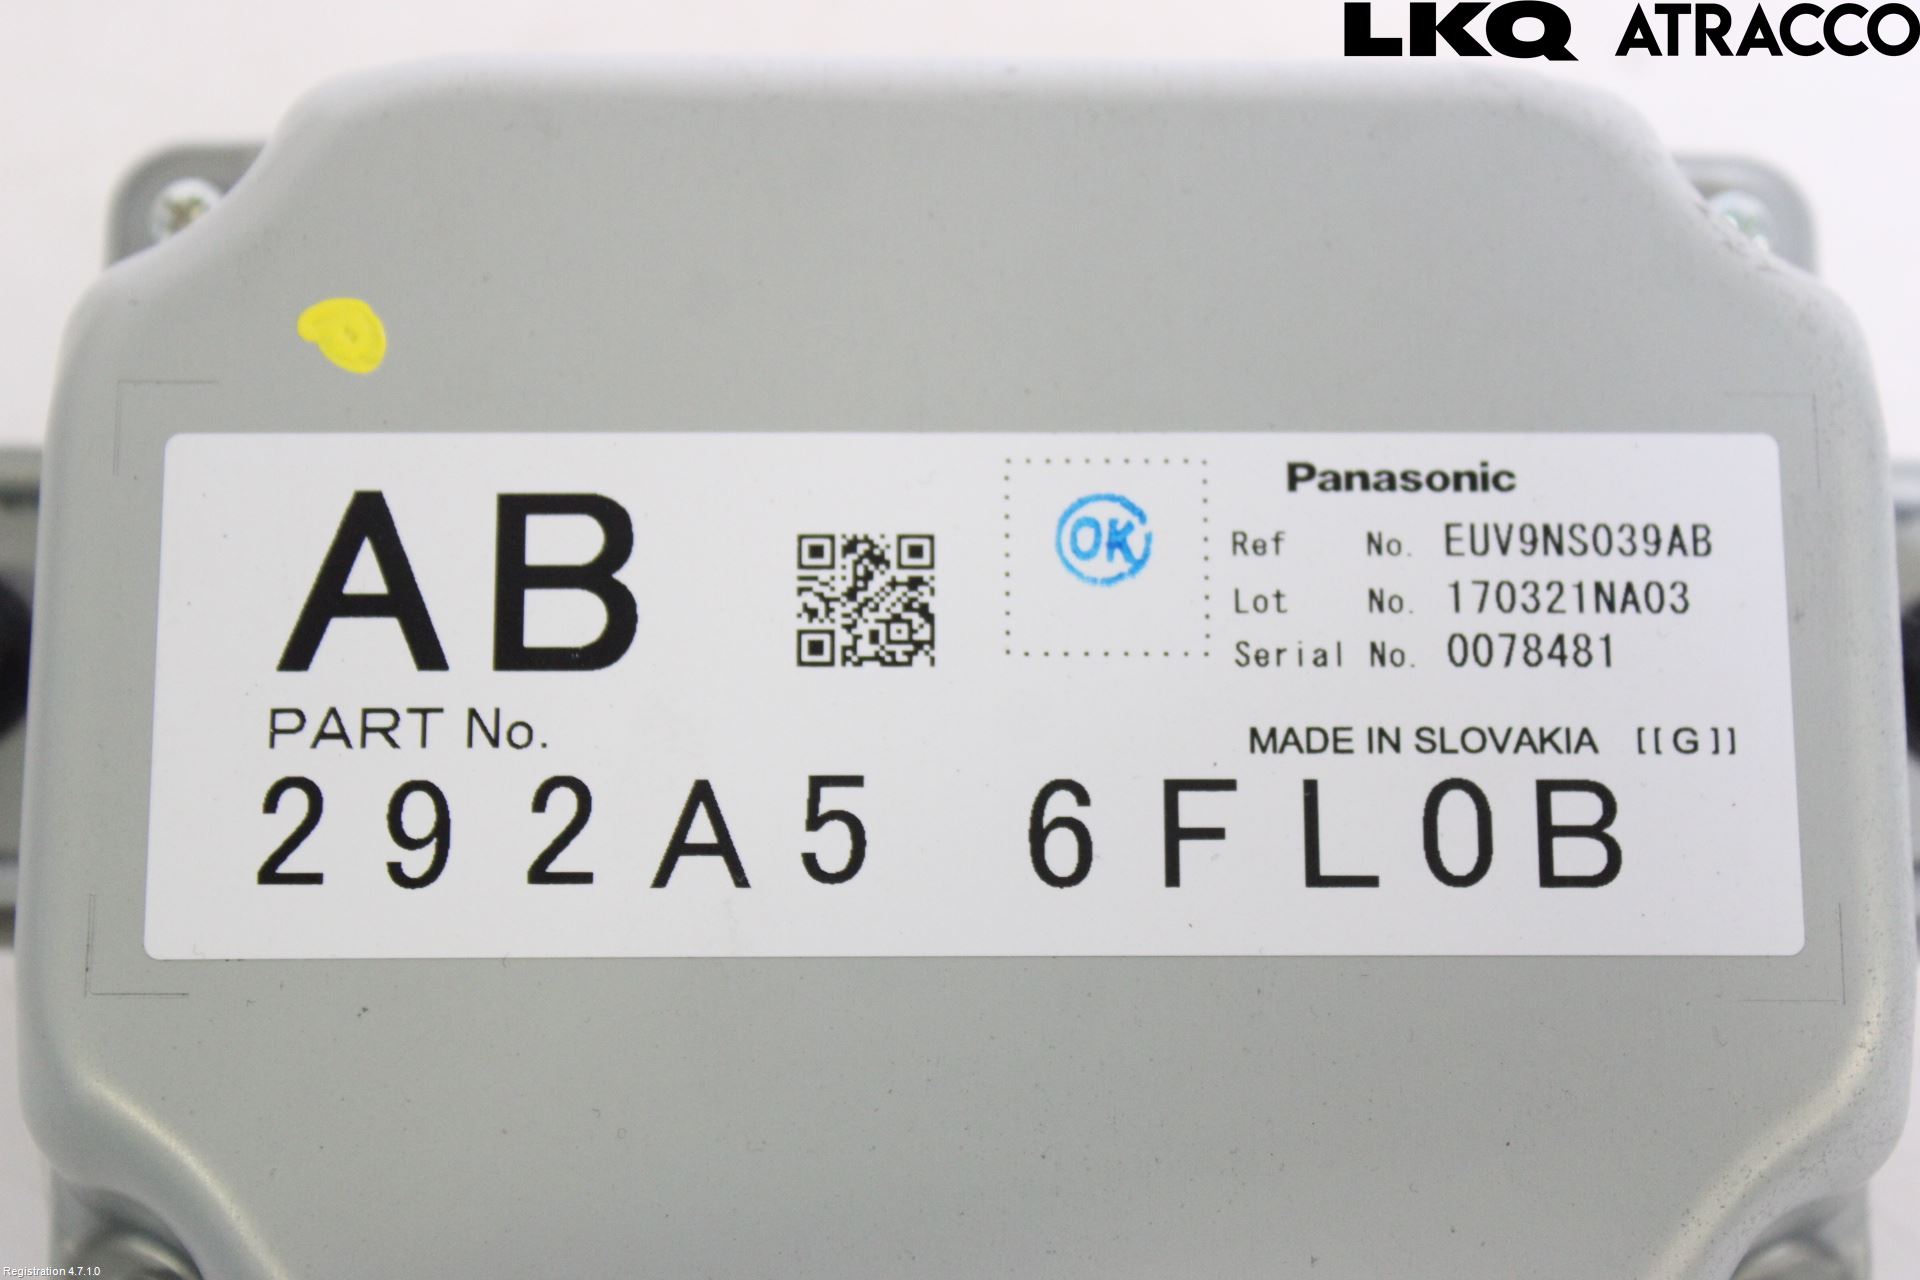 LKQ ATRACCO
AB
OK
Panasonic
Ref No. EUV9NS039AB
Lot No. 170321NA03
Serial No. 0078481
PART No.
MADE IN SLOVAKIA [[G]]
292A5 6FL0B
Registration 4.7.1.0